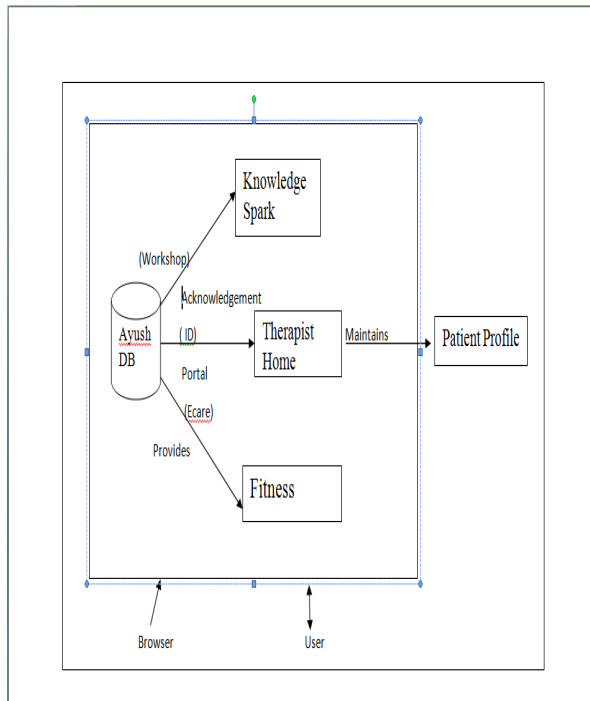 Knowledge
Spark
(Workshop)
Acknowledgement
Ayush
DB
( ID)
Therapist
Home
Maintains
Patient Profile
Portal
(Ecare)
Provides
Fitness
Browser
User